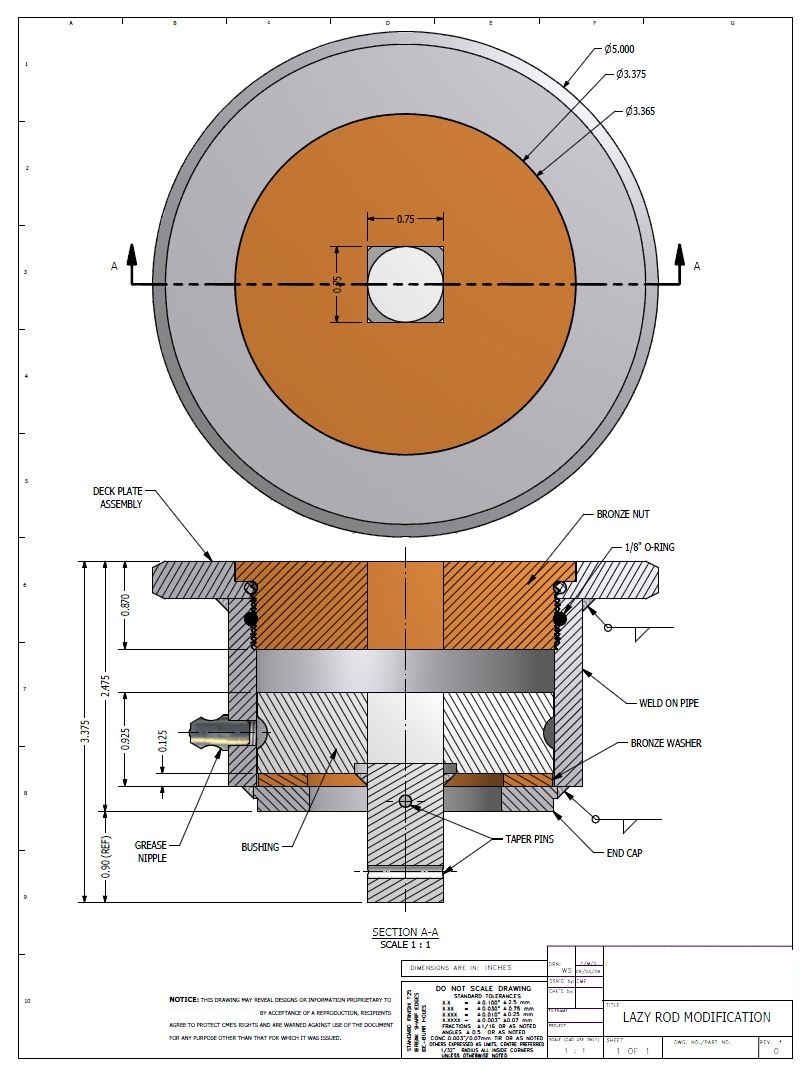 A B C D E F G
1
2
3
4
5
6
7
8
9
10
Ø5.000
Ø3.375
Ø3.365
0.75
0.75
A A
DECK PLATE
ASSEMBLY
BRONZE NUT
1/8" O-RING
0.870
2.475
3.375
0.925
0.125
0.90 (REF)
WELD ON PIPE
BRONZE WASHER
GREASE
NIPPLE
BUSHING
TAPER PINS
END CAP
SECTION A-A
SCALE 1 : 1
NOTICE: THIS DRAWING MAY REVEAL DESIGNS OR INFORMATION PROPRIETARY TO
BY ACCEPTANCE OF A REPRODUCTION, RECIPIENTS
AGREE TO PROTECT CME'S RIGHTS AND ARE WARNED AGAINST USE OF THE DOCUMENT
FOR ANY PURPOSE OTHER THAN THAT FOR WHICH IT WAS ISSUED.
DIMENSIONS ARE IN: INCHES
STANDARD FINISH 125
BREAK SHARP EDGES
DE-BURR HOLES
DO NOT SCALE DRAWING
STANDARD TOLERANCES
X.X = ± 0.100" ± 2.5 mm
X.XX = ± 0.030" ± 0.75 mm
X.XXX = ± 0.010" ± 0.25 mm
X.XXXX = ± 0.003" ± 0.07 mm
FRACTIONS ± 1/16 OR AS NOTED
ANGLES ± 0.5 OR AS NOTED
CONC. 0.003"/0.07mm TIR OR AS NOTED
OTHERS EXPRESSED AS LIMITS, CENTRE PREFERRED
1/32" RADIUS ALL INSIDE CORNERS
UNLESS OTHERWISE NOTED
DRN:
WS
DSN'D by: CME
CHK'D by:
FILENAME
PROJECT
SCALE (CAD USE ONLY)
1 : 1
TITLE
LAZY ROD MODIFICATION
SHEET
1 OF 1
DWG. NO./PART NO.
REV.
0